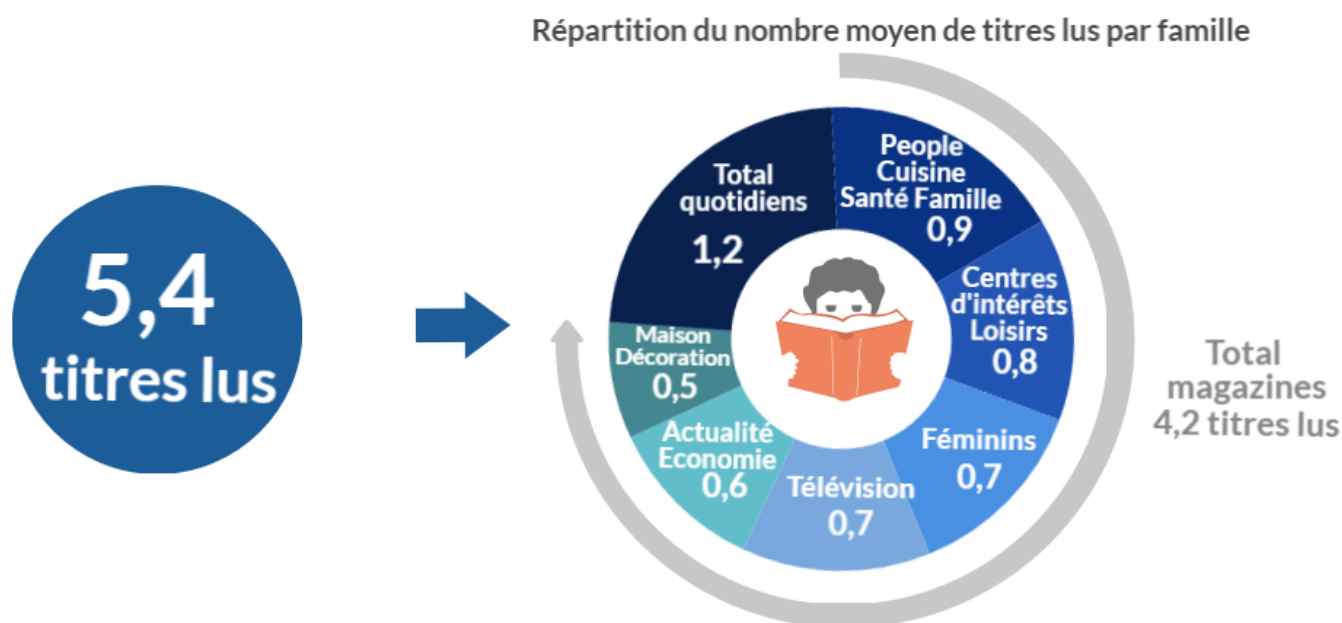 Répartition du nombre moyen de titres lus par famille
5,4
titres lus
Total
quotidiens
1,2
People
Cuisine
Santé Famille
0,9
Centres
d'intérêts
Loisirs
0,8
Féminins
0,7
Télévision
0,7
Actualité
Economie
0,6
Maison
Décoration
0,5
Total
magazines
4,2 titres lus